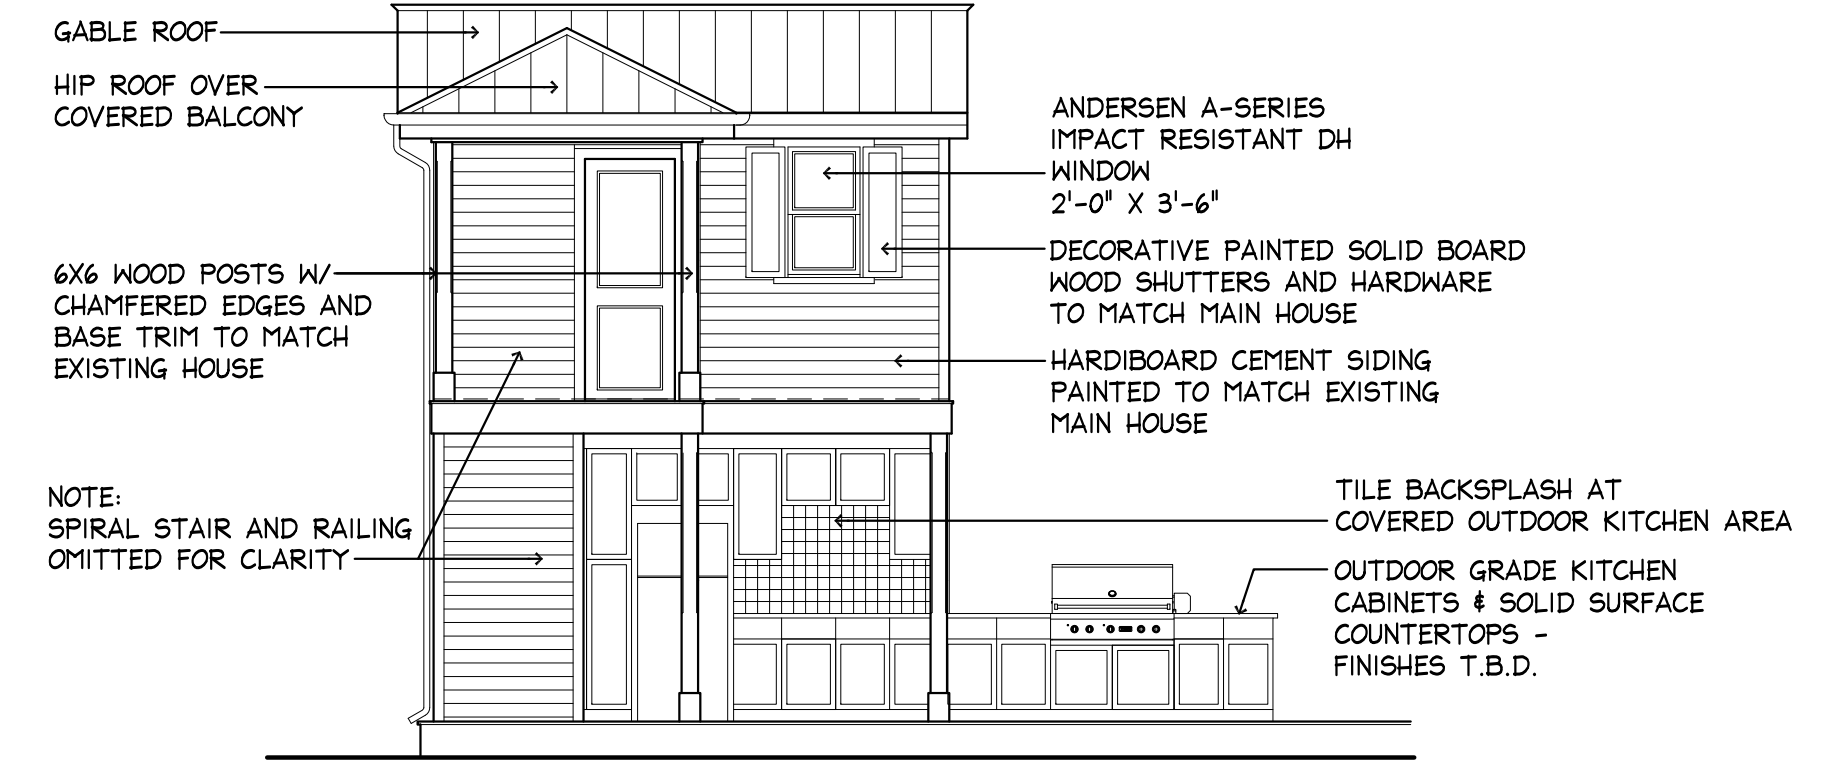 GABLE ROOF
HIP ROOF OVER
COVERED BALCONY
6X6 WOOD POSTS W/
CHAMFERED EDGES AND
BASE TRIM TO MATCH
EXISTING HOUSE
NOTE:
SPIRAL STAIR AND RAILING
OMITTED FOR CLARITY
ANDERSEN A-SERIES
IMPACT RESISTANT DH
WINDOW
2'-0" X 3'-6"
DECORATIVE PAINTED SOLID BOARD
WOOD SHUTTERS AND HARDWARE
TO MATCH MAIN HOUSE
HARDIBOARD CEMENT SIDING
PAINTED TO MATCH EXISTING
MAIN HOUSE
TILE BACKSPLASH AT
COVERED OUTDOOR KITCHEN AREA
OUTDOOR GRADE KITCHEN
CABINETS & SOLID SURFACE
COUNTERTOPS -
FINISHES T.B.D.